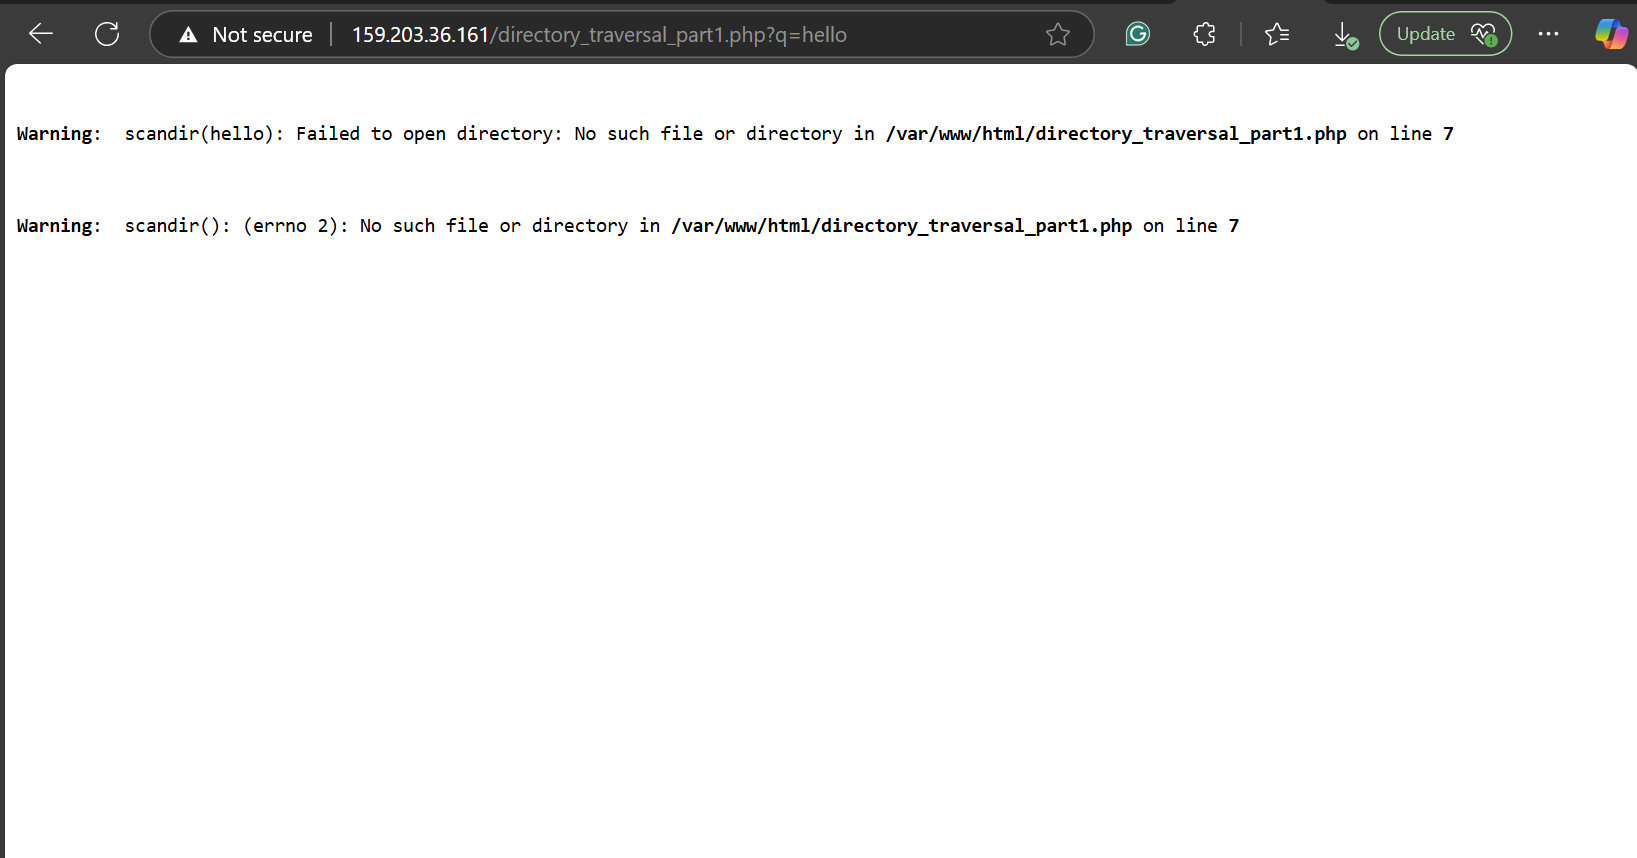 Not secure 159.203.36.161/directory_traversal_part1.php?q=hello Update
Warning: scandir(hello): Failed to open directory: No such file or directory in /var/www/html/directory_traversal_part1.php on line 7
Warning: scandir(): (errno 2): No such file or directory in /var/www/html/directory_traversal_part1.php on line 7